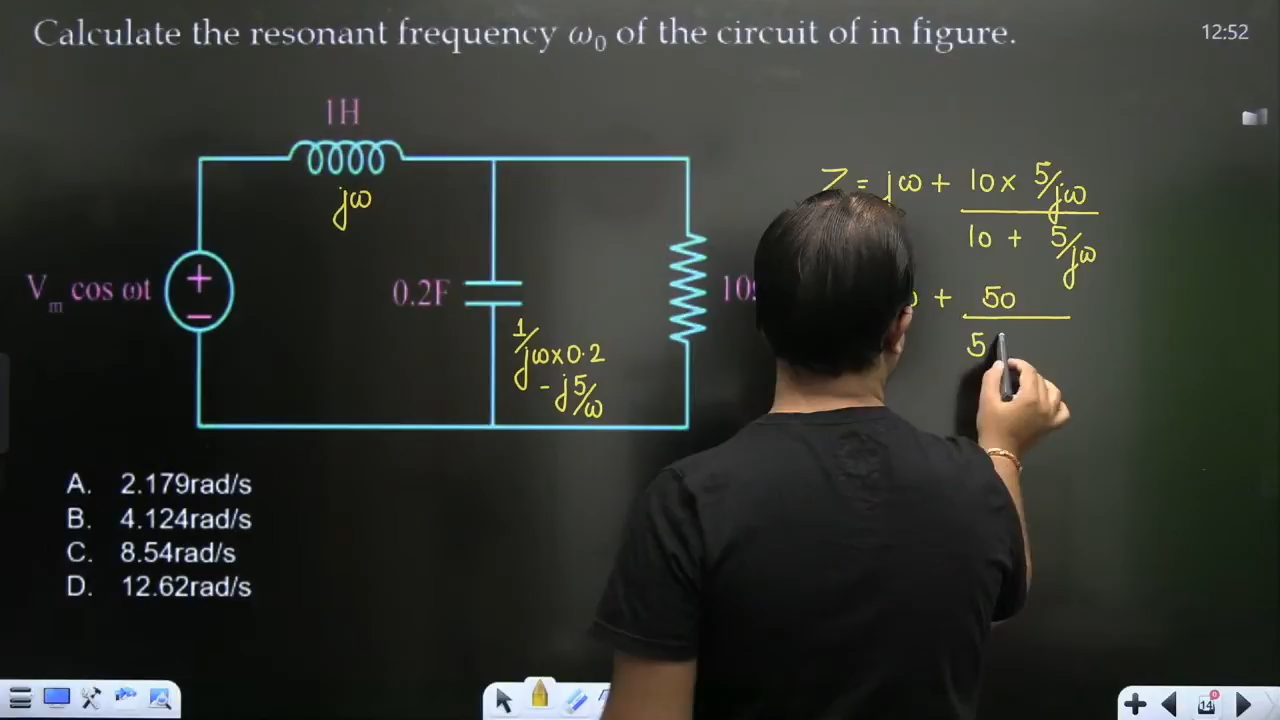 Calculate the resonant frequency ω₀ of the circuit of in figure.
12:52
1H
jω
Vm cos ωt
+
−
0.2F
1/jω×0.2
- j5/ω
10
Z = jω + 10 × 5/jω
10 + 5/jω
+ 50
5
A. 2.179rad/s
B. 4.124rad/s
C. 8.54rad/s
D. 12.62rad/s
14